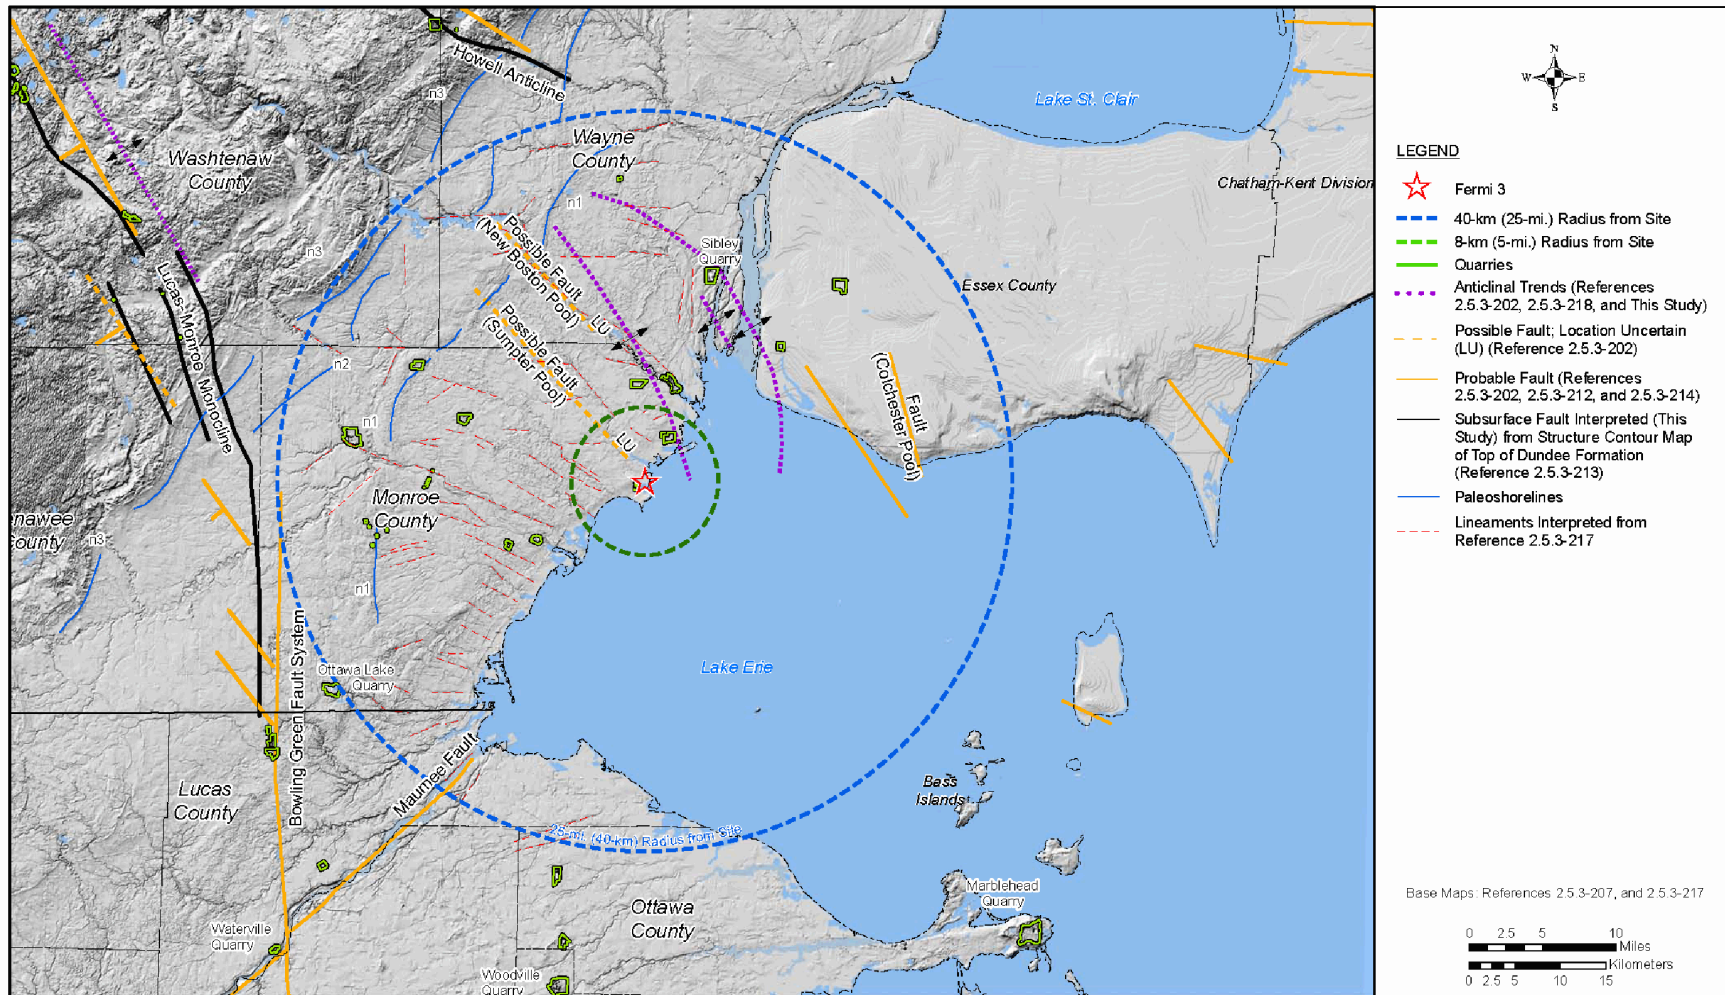 Howell Anticline
n3
Lake St. Clair
Wayne
County
Washtenaw
County
Chatham-Kent Division
n1
Possible Fault
(New Boston Pool)
n3
Sibley
Quarry
Essex County
Lucas-Monroe Monocline
LU
Possible Fault
(Sumpter Pool)
n2
Fault
(Colchester Pool)
n1
LU
Monroe
County
enawee
County
n3
n1
Bowling Green Fault System
Ottawa Lake
Quarry
Lake Erie
Maumee Fault
Lucas
County
Bass
Islands
25-mi. (40-km) Radius from Site
Marblehead
Quarry
Ottawa
County
Waterville
Quarry
Woodville
Quarry
N
W E
S
LEGEND
Fermi 3
40-km (25-mi.) Radius from Site
8-km (5-mi.) Radius from Site
Quarries
Anticlinal Trends (References
2.5.3-202, 2.5.3-218, and This Study)
Possible Fault; Location Uncertain
(LU) (Reference 2.5.3-202)
Probable Fault (References
2.5.3-202, 2.5.3-212, and 2.5.3-214)
Subsurface Fault Interpreted (This
Study) from Structure Contour Map
of Top of Dundee Formation
(Reference 2.5.3-213)
Paleoshorelines
Lineaments Interpreted from
Reference 2.5.3-217
Base Maps: References 2.5.3-207, and 2.5.3-217
0 2.5 5 10
Miles
Kilometers
0 2.5 5 10 15